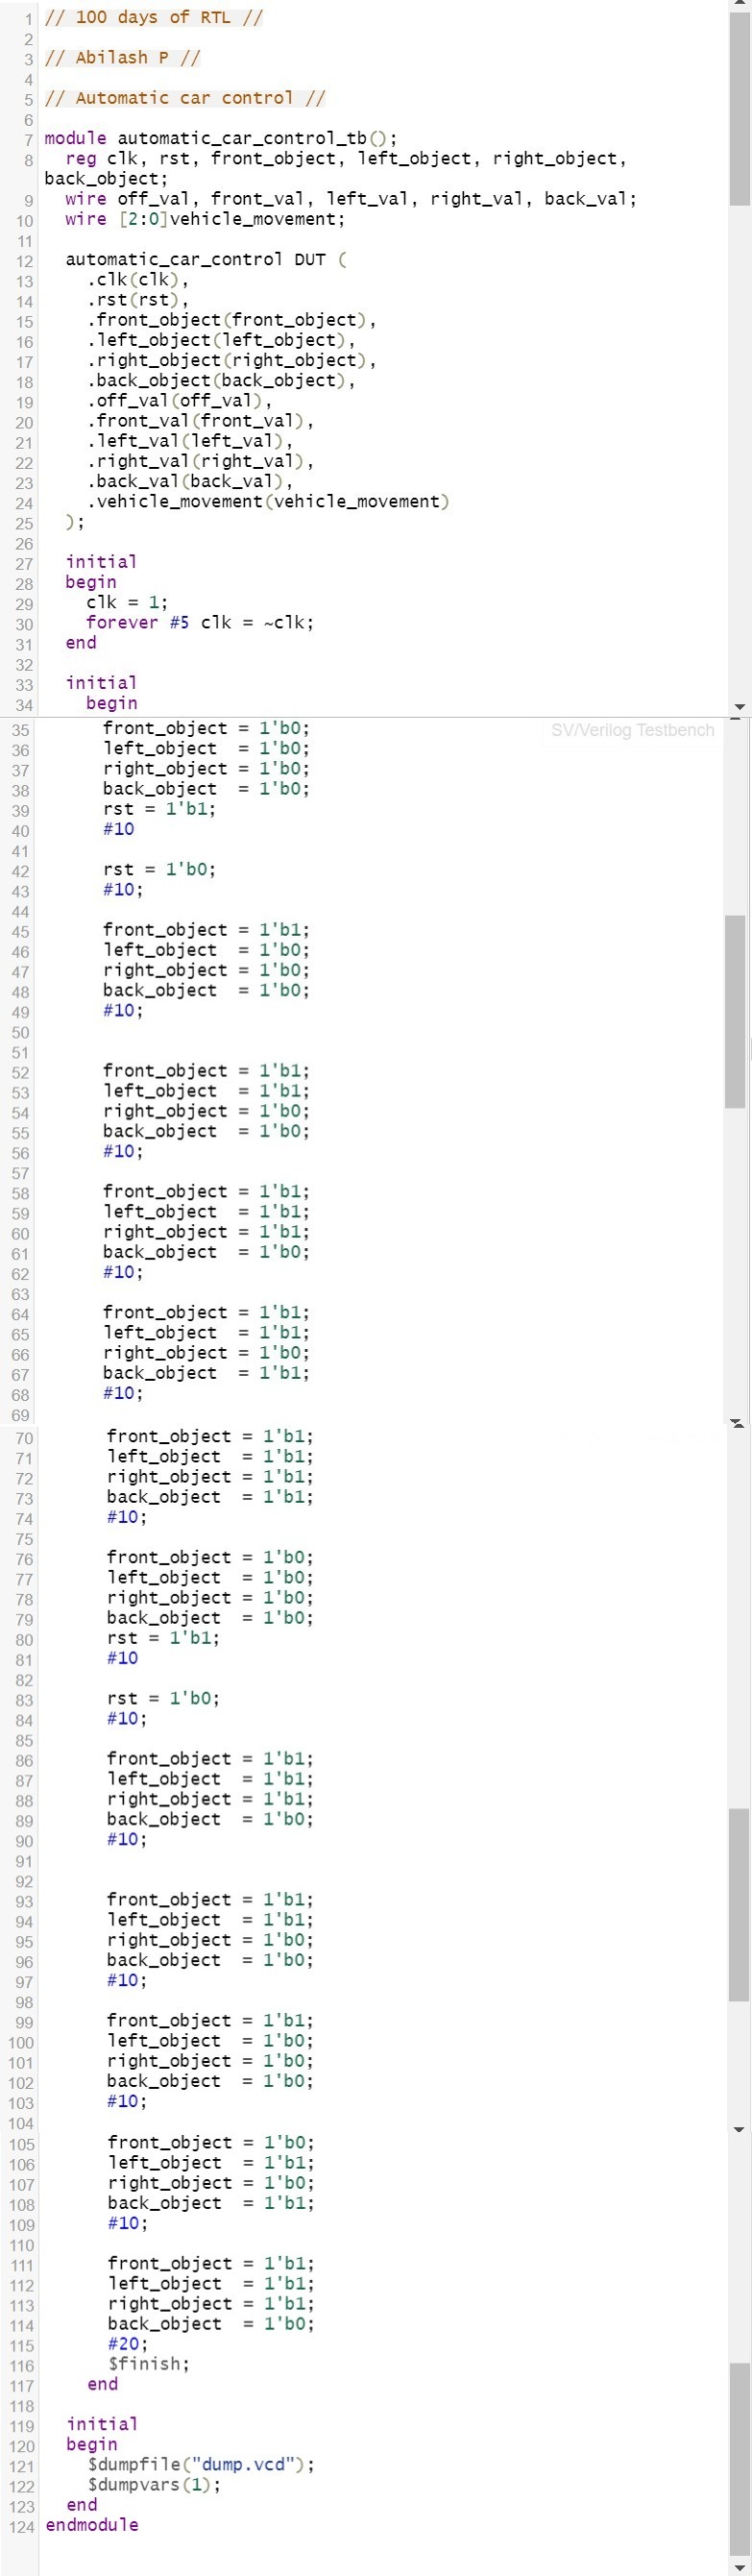 1 // 100 days of RTL //
2
3 // Abilash P //
4
5 // Automatic car control //
6
7 module automatic_car_control_tb();
8   reg clk, rst, front_object, left_object, right_object,
back_object;
9   wire off_val, front_val, left_val, right_val, back_val;
10   wire [2:0]vehicle_movement;
11
12   automatic_car_control DUT (
13     .clk(clk),
14     .rst(rst),
15     .front_object(front_object),
16     .left_object(left_object),
17     .right_object(right_object),
18     .back_object(back_object),
19     .off_val(off_val),
20     .front_val(front_val),
21     .left_val(left_val),
22     .right_val(right_val),
23     .back_val(back_val),
24     .vehicle_movement(vehicle_movement)
25   );
26
27   initial
28   begin
29     clk = 1;
30     forever #5 clk = ~clk;
31   end
32
33   initial
34     begin
35       front_object = 1'b0;
SV/Verilog Testbench
36       left_object  = 1'b0;
37       right_object = 1'b0;
38       back_object  = 1'b0;
39       rst = 1'b1;
40       #10
41
42       rst = 1'b0;
43       #10;
44
45       front_object = 1'b1;
46       left_object  = 1'b0;
47       right_object = 1'b0;
48       back_object  = 1'b0;
49       #10;
50
51
52       front_object = 1'b1;
53       left_object  = 1'b1;
54       right_object = 1'b0;
55       back_object  = 1'b0;
56       #10;
57
58       front_object = 1'b1;
59       left_object  = 1'b1;
60       right_object = 1'b1;
61       back_object  = 1'b0;
62       #10;
63
64       front_object = 1'b1;
65       left_object  = 1'b1;
66       right_object = 1'b0;
67       back_object  = 1'b1;
68       #10;
69
70       front_object = 1'b1;
71       left_object  = 1'b1;
72       right_object = 1'b1;
73       back_object  = 1'b1;
74       #10;
75
76       front_object = 1'b0;
77       left_object  = 1'b0;
78       right_object = 1'b0;
79       back_object  = 1'b0;
80       rst = 1'b1;
81       #10
82
83       rst = 1'b0;
84       #10;
85
86       front_object = 1'b1;
87       left_object  = 1'b1;
88       right_object = 1'b1;
89       back_object  = 1'b0;
90       #10;
91
92
93       front_object = 1'b1;
94       left_object  = 1'b1;
95       right_object = 1'b0;
96       back_object  = 1'b0;
97       #10;
98
99       front_object = 1'b1;
100       left_object  = 1'b0;
101       right_object = 1'b0;
102       back_object  = 1'b0;
103       #10;
104
105       front_object = 1'b0;
106       left_object  = 1'b1;
107       right_object = 1'b0;
108       back_object  = 1'b1;
109       #10;
110
111       front_object = 1'b1;
112       left_object  = 1'b1;
113       right_object = 1'b1;
114       back_object  = 1'b0;
115       #20;
116       $finish;
117     end
118
119   initial
120   begin
121     $dumpfile("dump.vcd");
122     $dumpvars(1);
123   end
124 endmodule